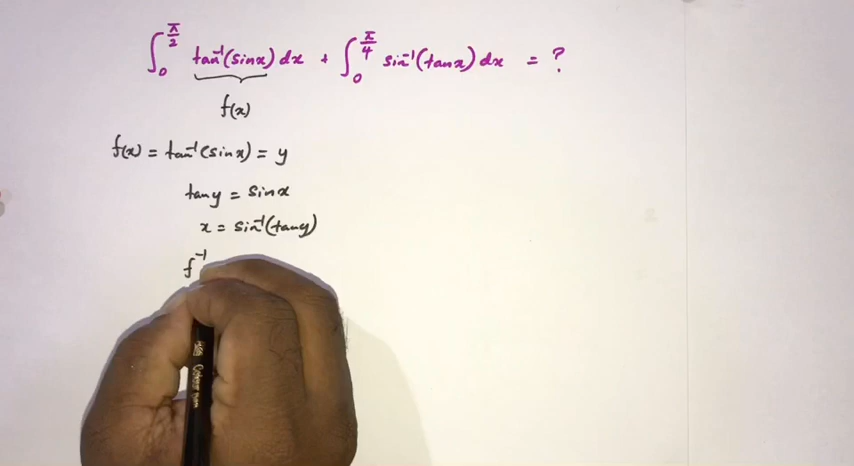 ∫₀^(π/2) tan⁻¹(sinx) dx + ∫₀^(π/4) sin⁻¹(tanx) dx = ?
f(x)
f(x) = tan⁻¹(sinx) = y
tany = sinx
x = sin⁻¹(tany)
f⁻¹